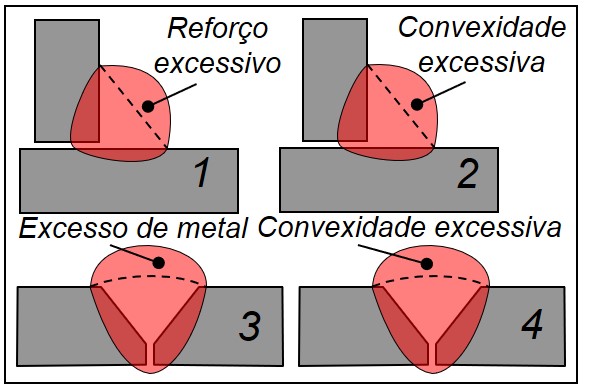 Reforço
excessivo
Convexidade
excessiva
1
2
Excesso de metal
Convexidade excessiva
3
4